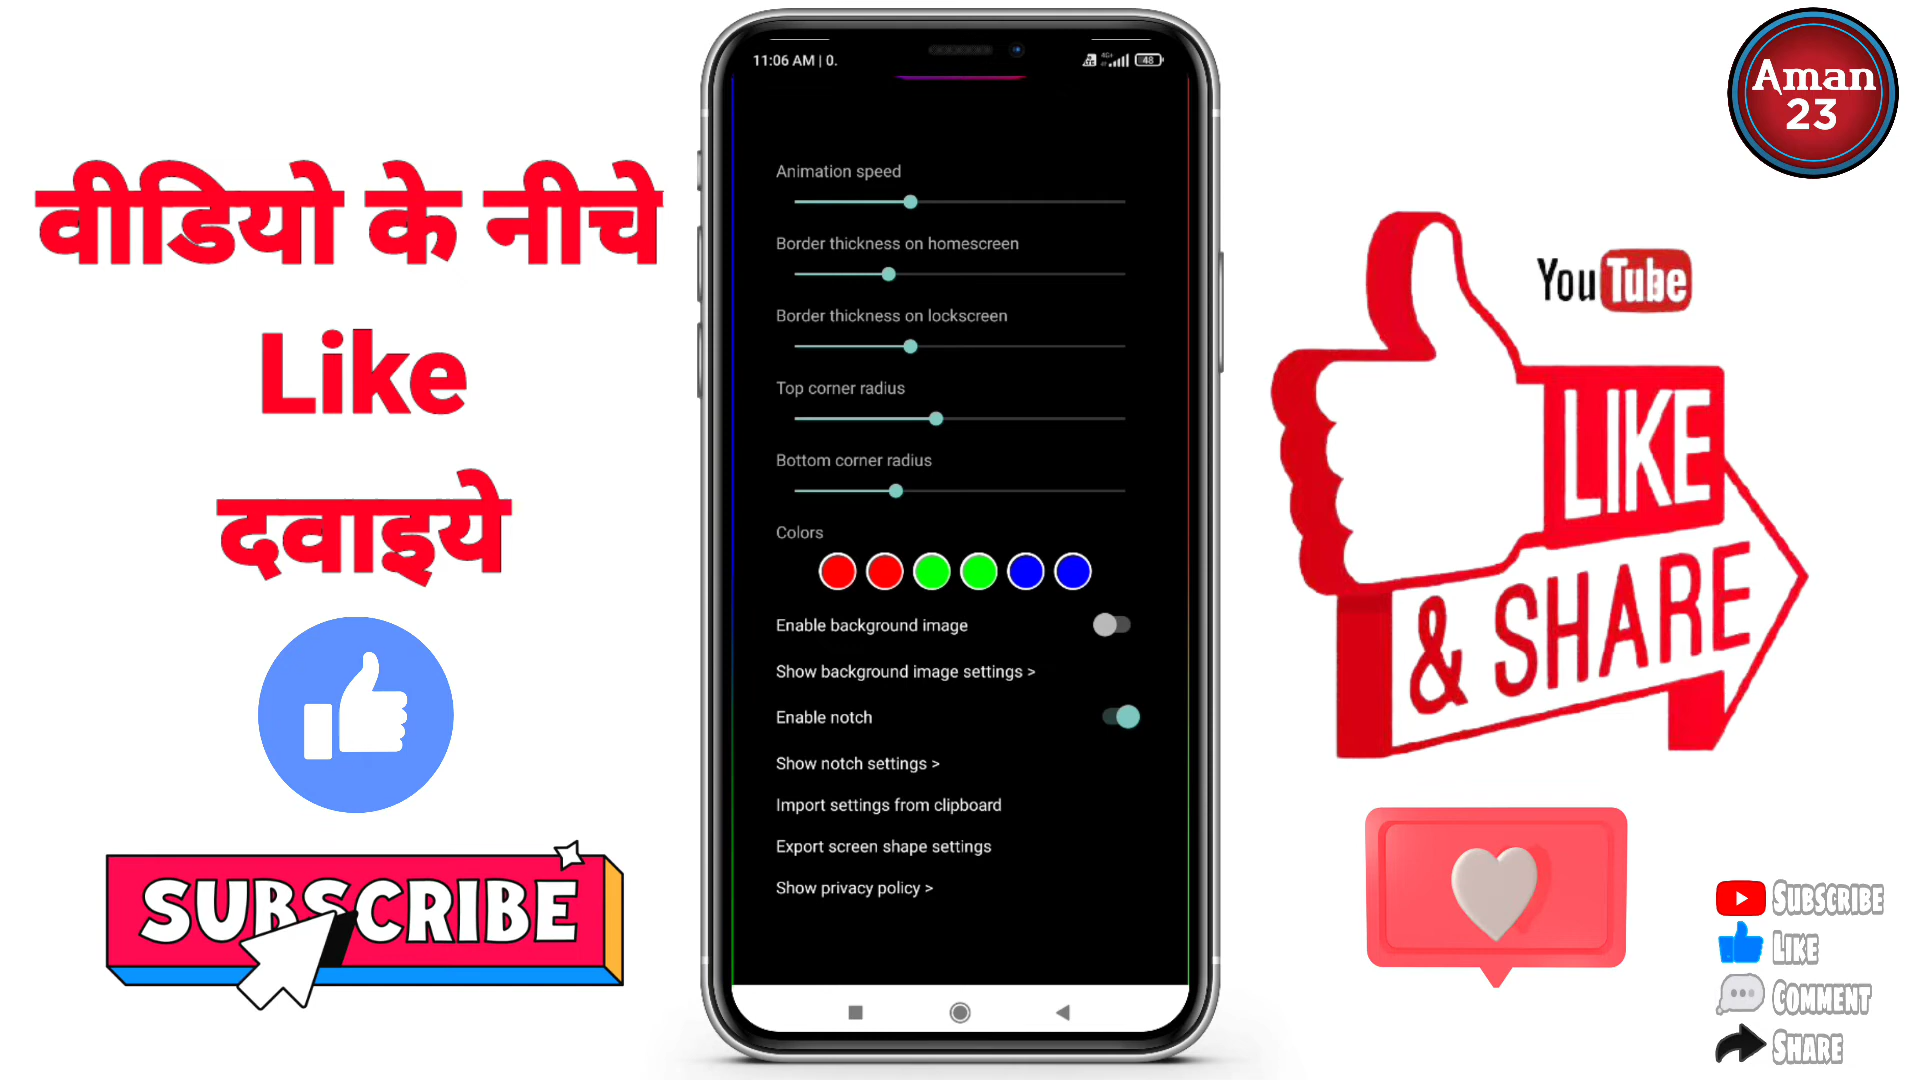 वीडियो के नीचे
Like
दवाइये
SUBSCRIBE
11:06 AM | 0.
4G+
48
Animation speed
Border thickness on homescreen
Border thickness on lockscreen
Top corner radius
Bottom corner radius
Colors
Enable background image
Show background image settings >
Enable notch
Show notch settings >
Import settings from clipboard
Export screen shape settings
Show privacy policy >
Aman
23
YouTube
LIKE
& SHARE
SUBSCRIBE
LIKE
COMMENT
SHARE